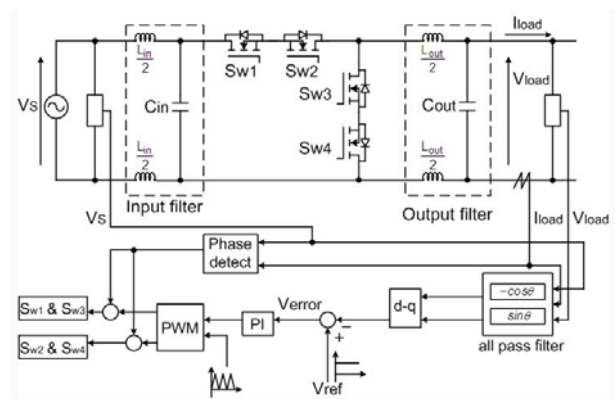 Lin
2
Lout
2
Iload
Sw1
Sw2
Vs
Cin
Sw3
Cout
Vload
Sw4
Lin
2
Lout
2
Vs
Input filter
Output filter
Iload
Vload
Phase
detect
-cosθ
sinθ
all pass filter
d-q
Sw1 & Sw3
PWM
PI
Verror
−
+
Sw2 & Sw4
Vref